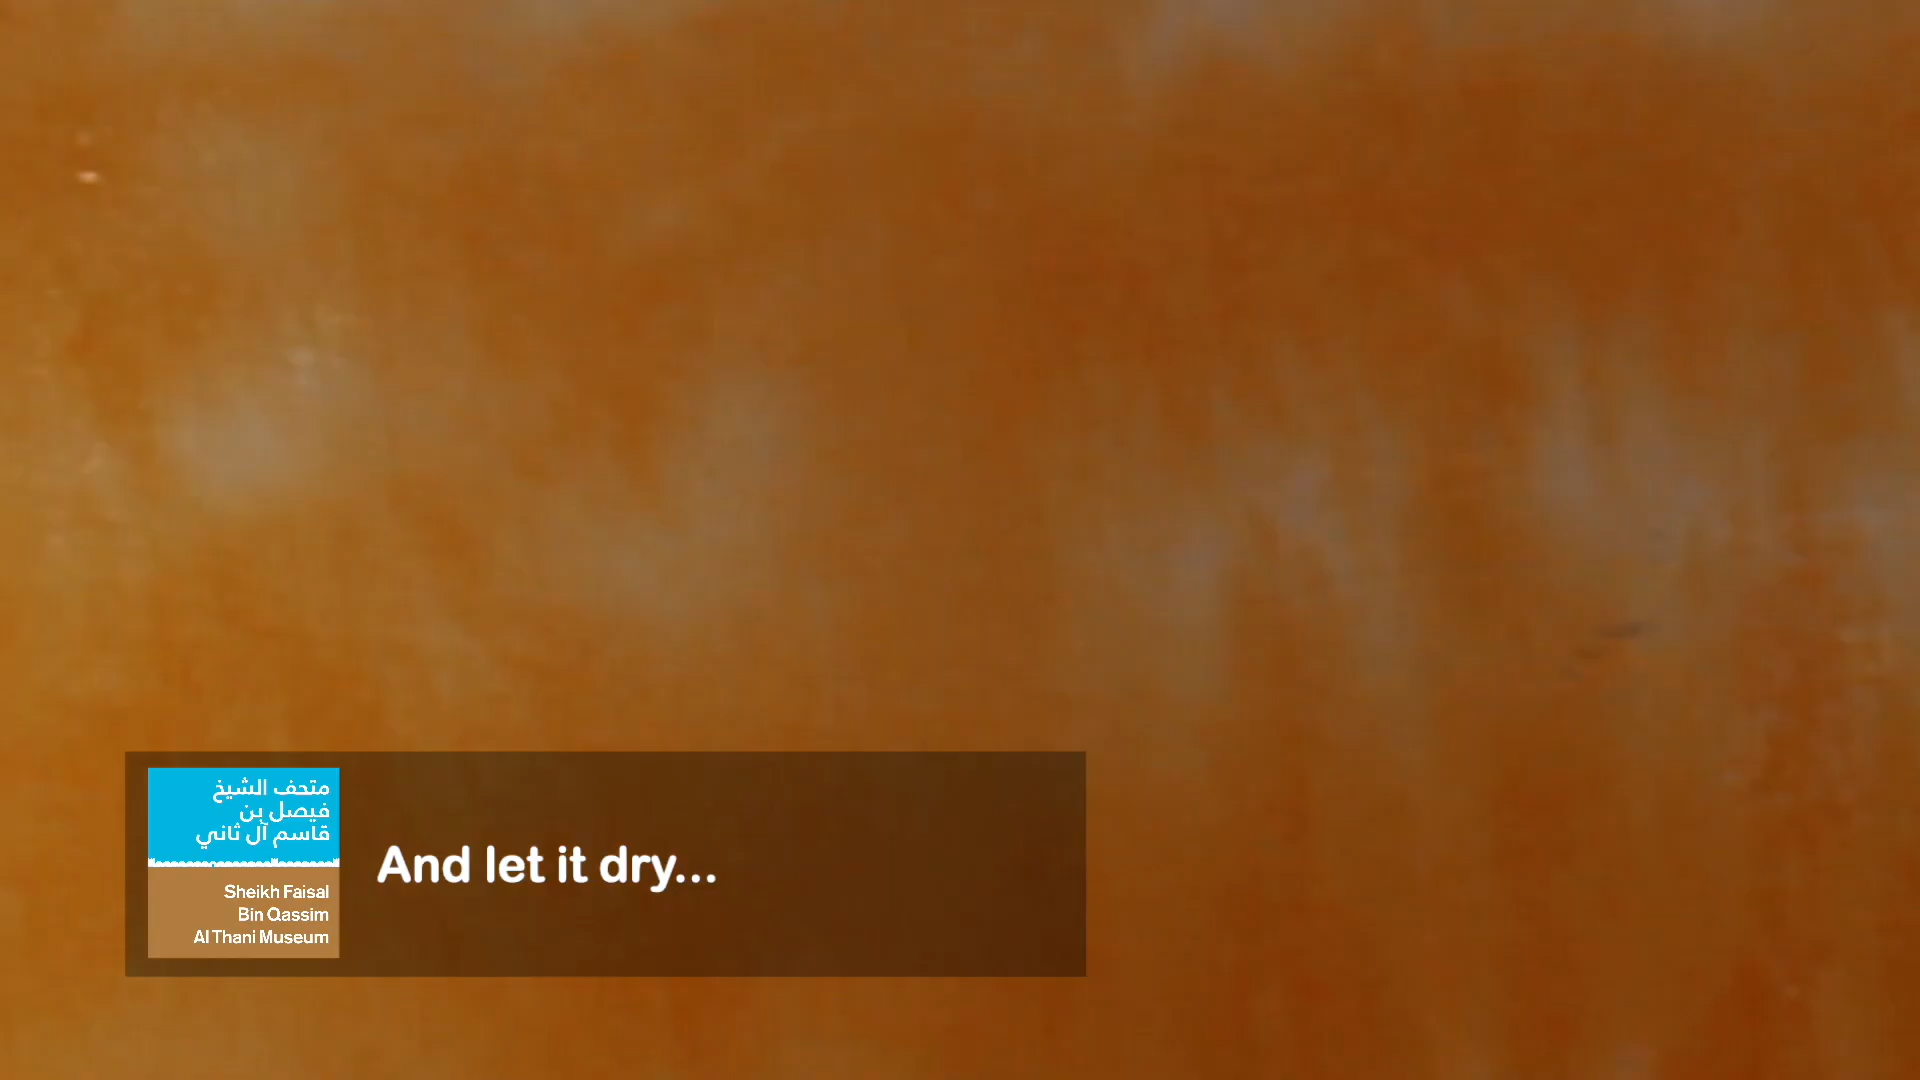 متحف الشيخ
فيصل بن
قاسم آل ثاني
Sheikh Faisal
Bin Qassim
Al Thani Museum
And let it dry...